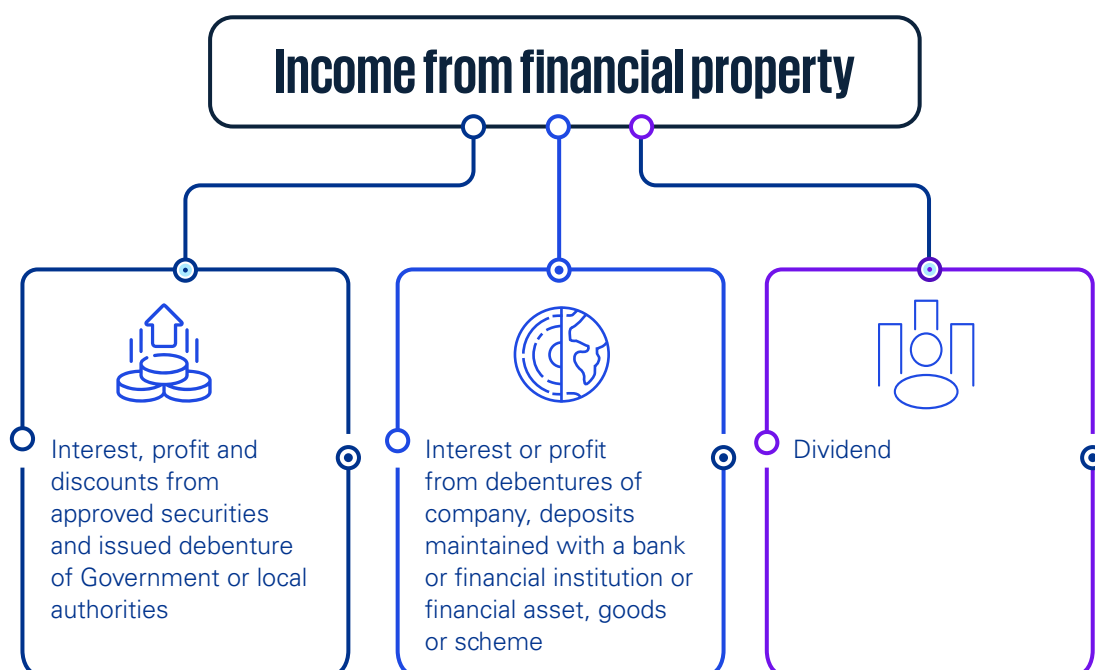 Income from financial property
Interest, profit and
discounts from
approved securities
and issued debenture
of Government or local
authorities
Interest or profit
from debentures of
company, deposits
maintained with a bank
or financial institution or
financial asset, goods
or scheme
Dividend